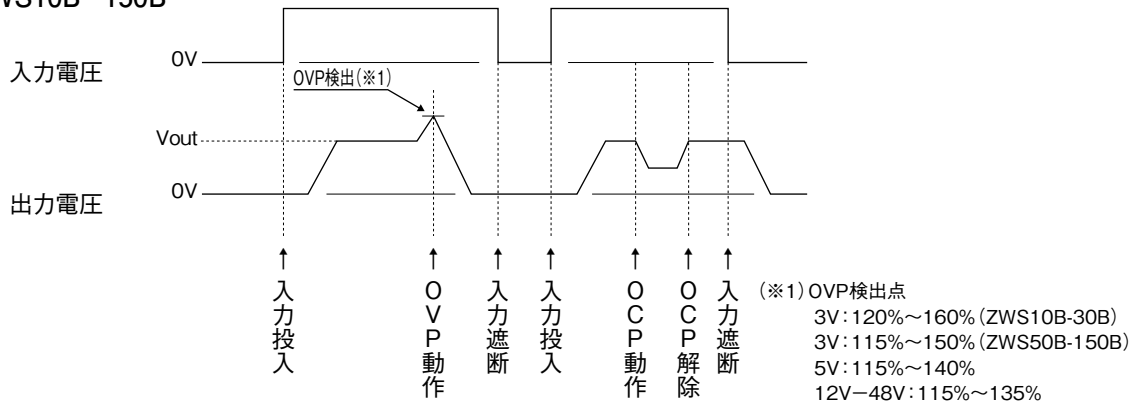 入力電圧
0V
OVP検出(※1)
Vout
出力電圧
0V
入力投入
OVP動作
入力遮断
入力投入
OCP動作
OCP解除
入力遮断
(※1)OVP検出点
3V:120%～160%(ZWS10B-30B)
3V:115%～150%(ZWS50B-150B)
5V:115%～140%
12V−48V:115%～135%